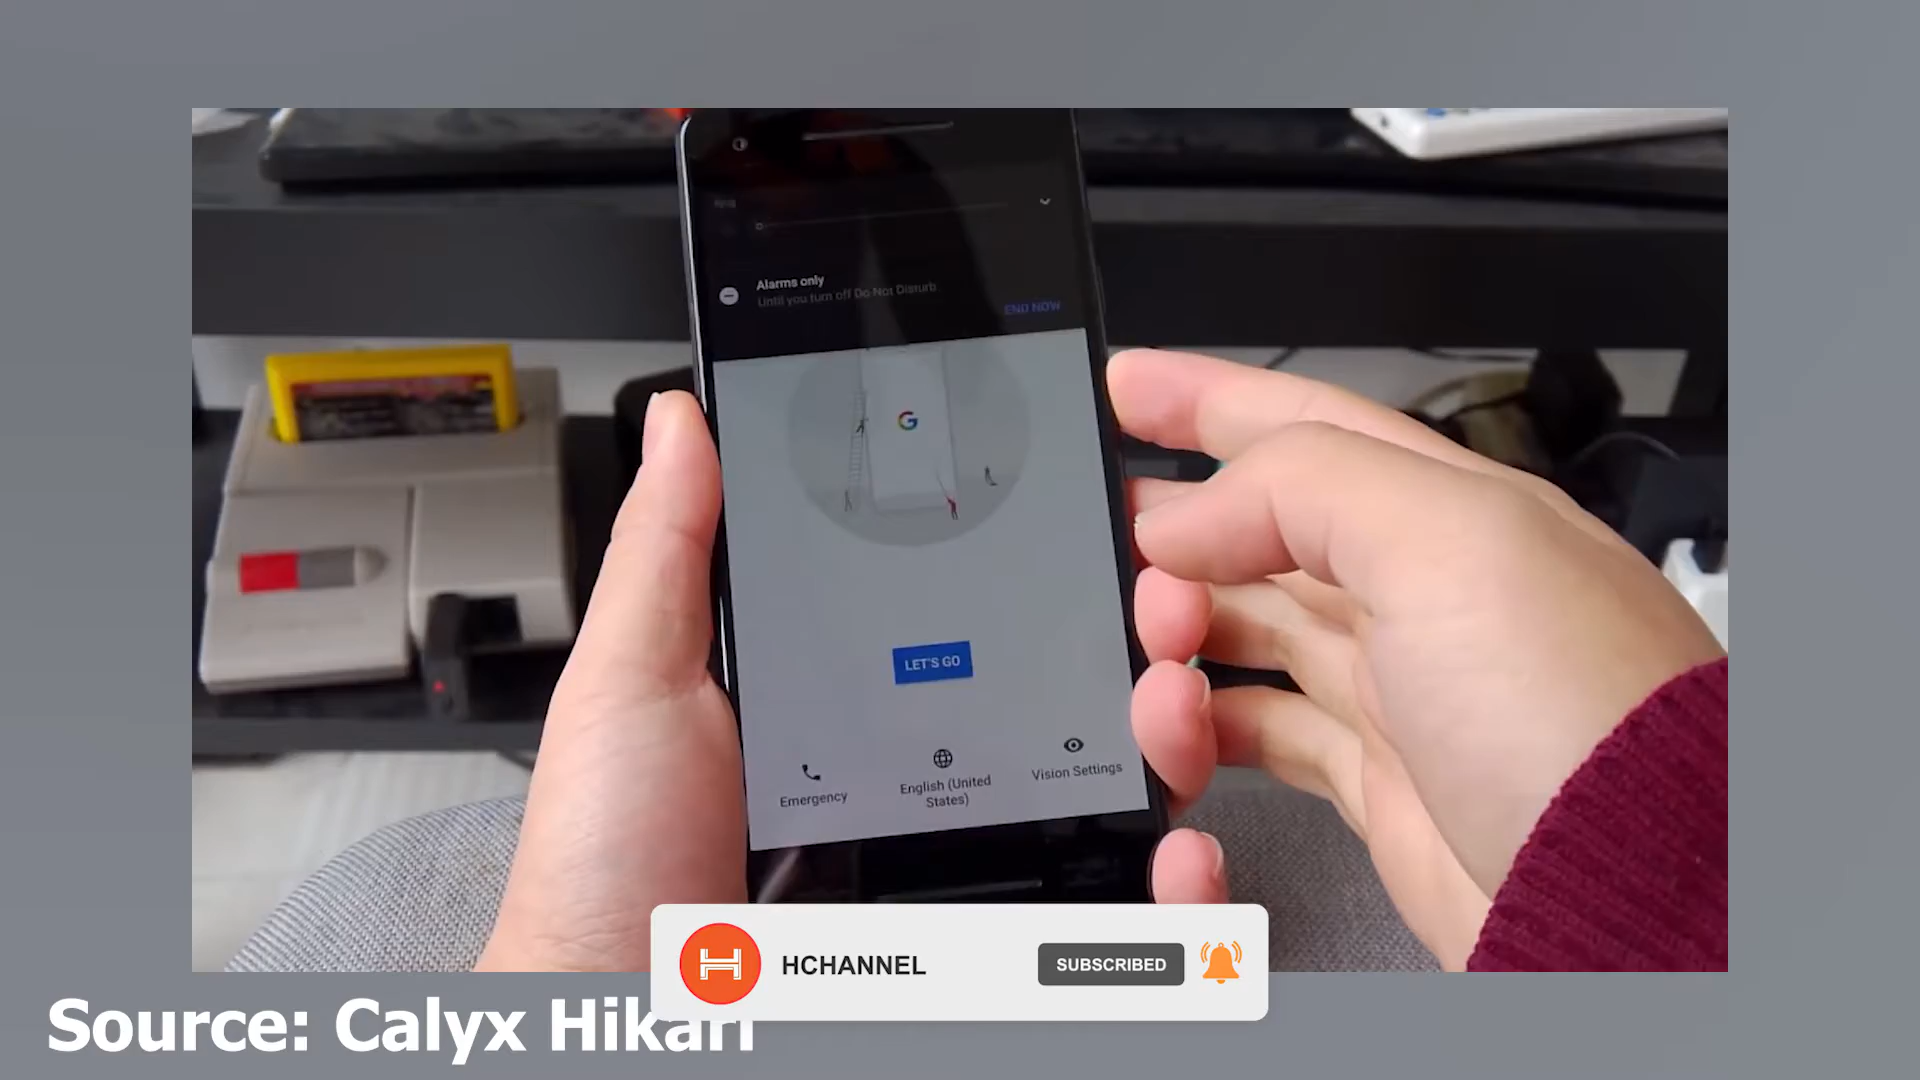 Alarms only
Until you turn off Do Not Disturb.
END NOW
G
LET'S GO
Emergency
English (United
States)
Vision Settings
HCHANNEL
SUBSCRIBED
Source: Calyx Hikari